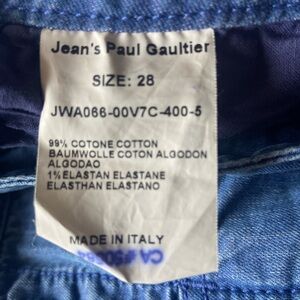 Jean's Paul Gaultier
SIZE: 28
JWA066-00V7C-400-5
99% COTONE COTTON
BAUMWOLLE COTON ALGODON
ALGODAO
1% ELASTAN ELASTANE
ELASTHAN ELASTANO
MADE IN ITALY